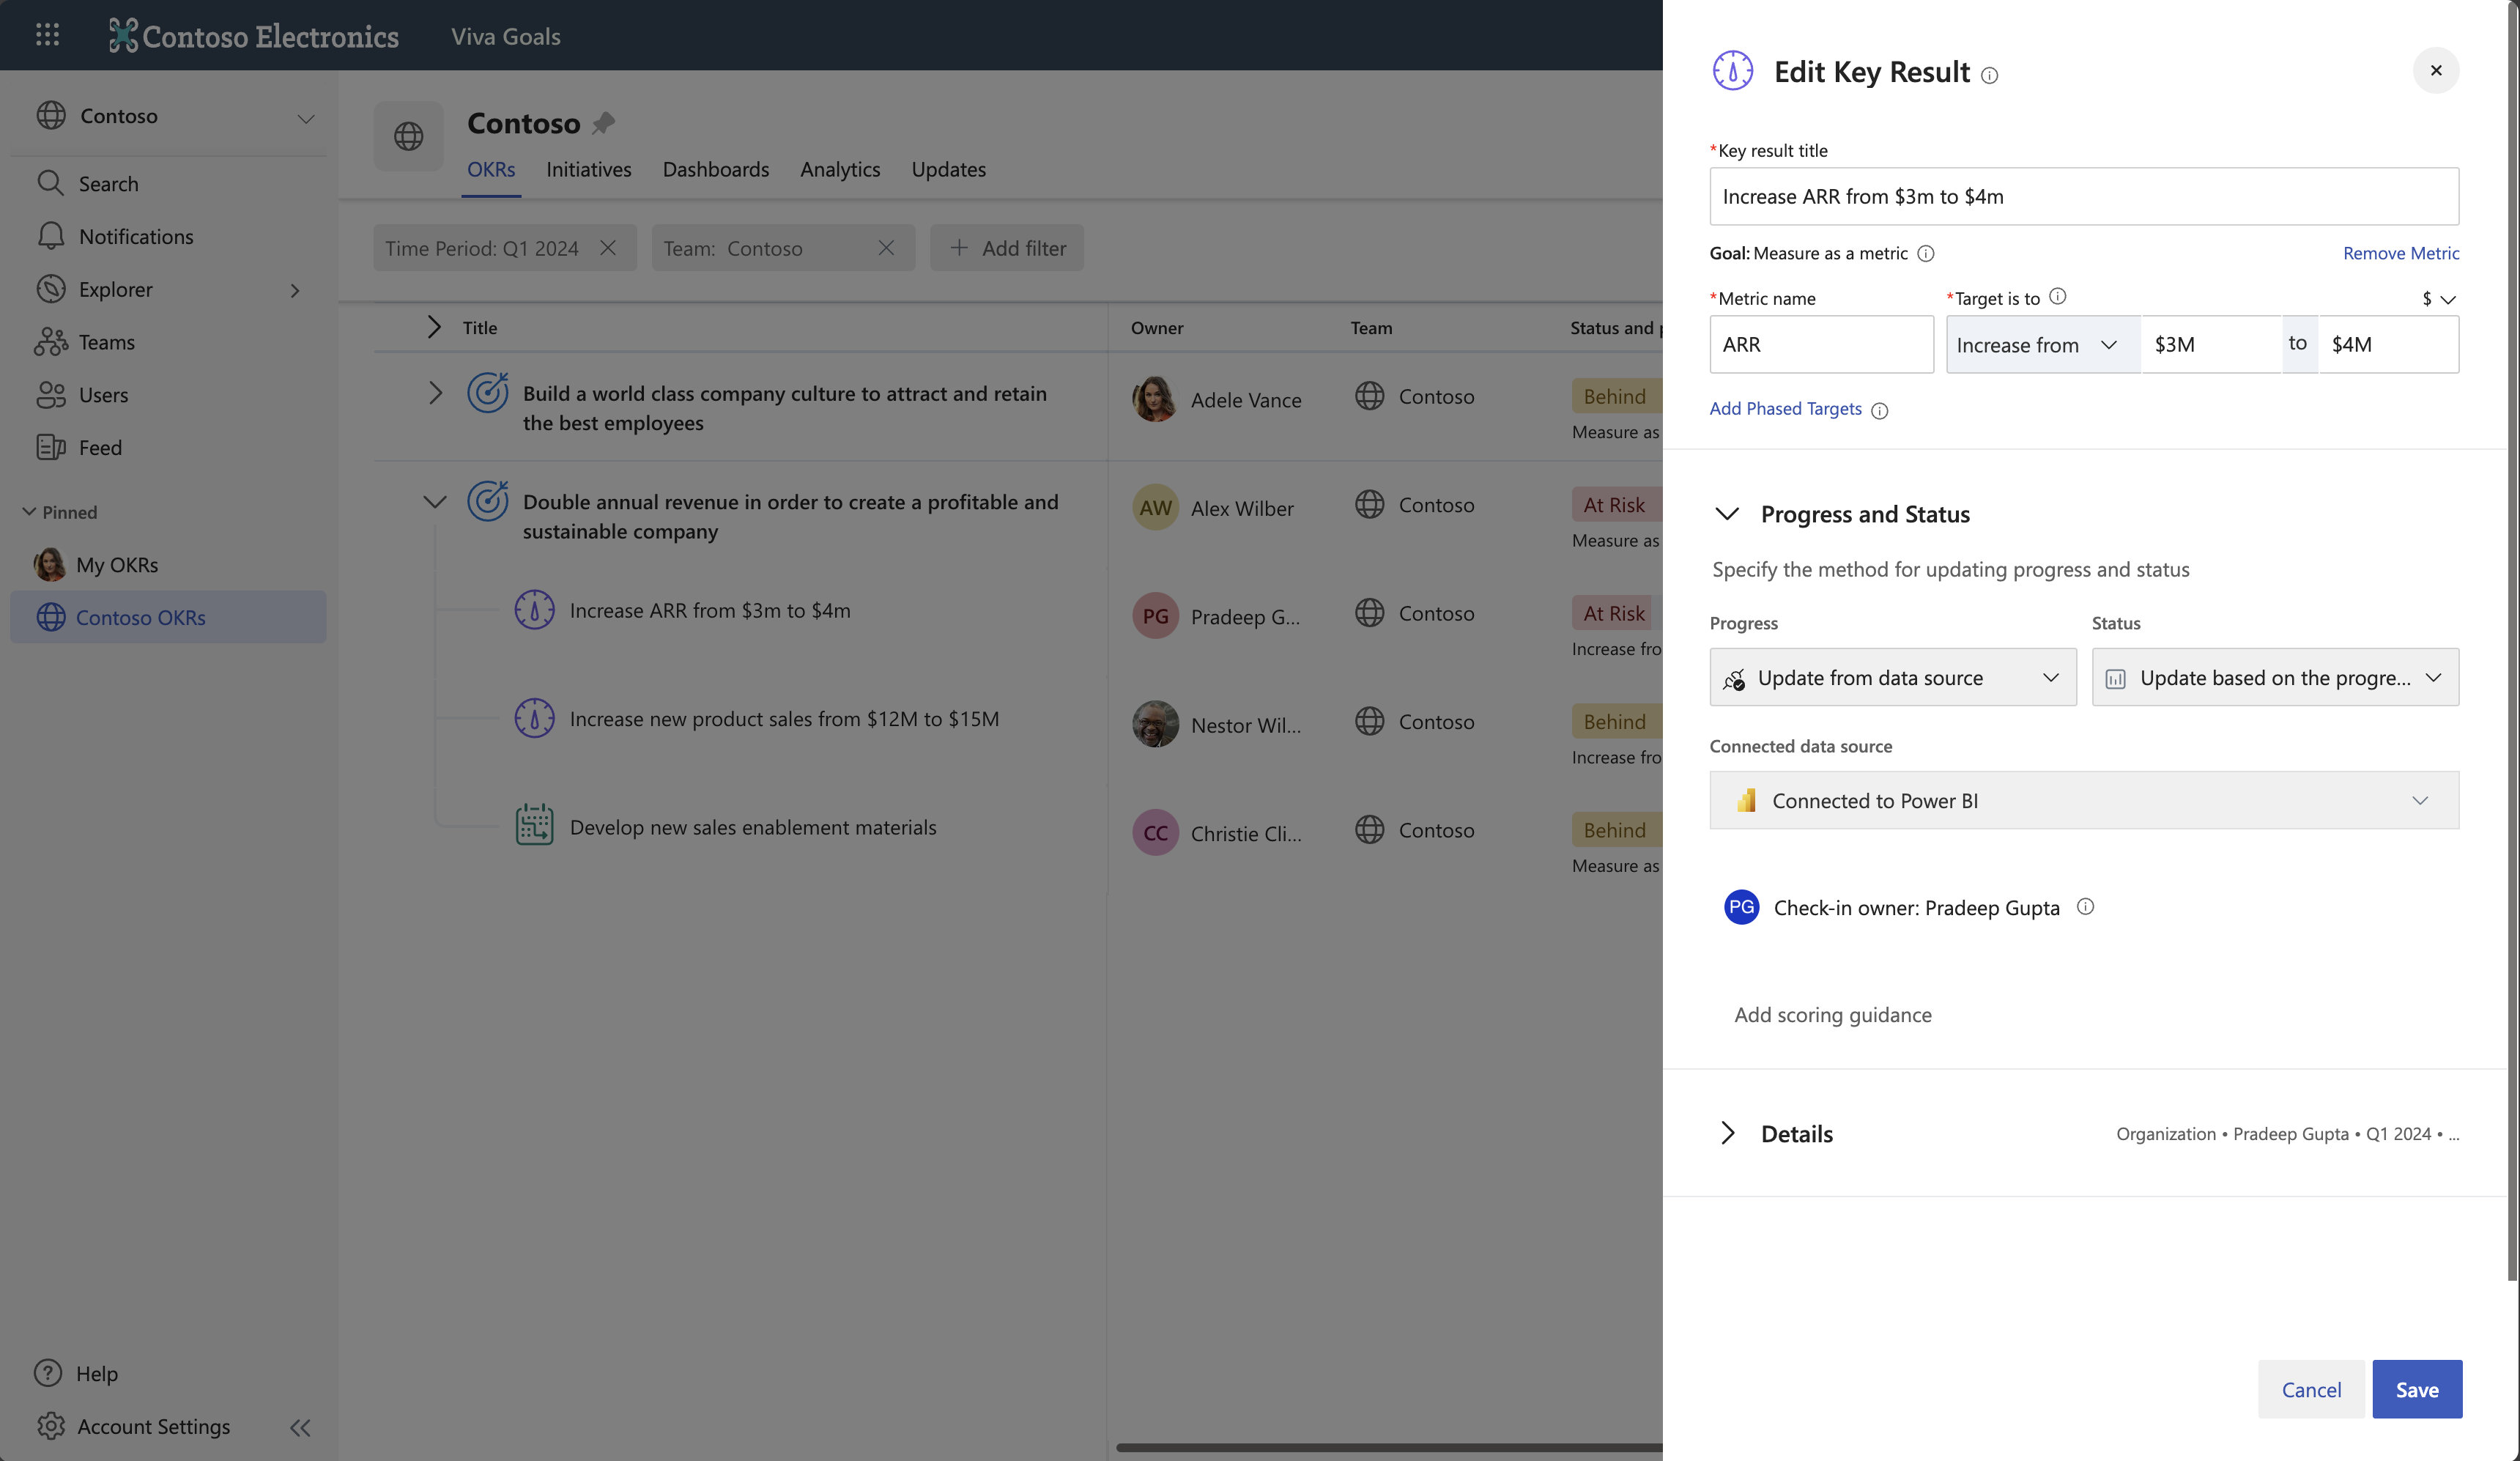 Contoso Electronics
Viva Goals
Contoso
Search
Notifications
Explorer
Teams
Users
Feed
Pinned
My OKRs
Contoso OKRs
Help
Account Settings
Contoso
OKRs Initiatives Dashboards Analytics Updates
Time Period: Q1 2024 Team: Contoso Add filter
Title Owner Team Status and p
Build a world class company culture to attract and retain
the best employees
Adele Vance Contoso Behind
Measure as
Double annual revenue in order to create a profitable and
sustainable company
AW Alex Wilber Contoso At Risk
Measure as
Increase ARR from $3m to $4m PG Pradeep G... Contoso At Risk
Increase fro
Increase new product sales from $12M to $15M Nestor Wil... Contoso Behind
Increase fro
Develop new sales enablement materials CC Christie Cli... Contoso Behind
Measure as
Edit Key Result
*Key result title
Increase ARR from $3m to $4m
Goal: Measure as a metric Remove Metric
*Metric name *Target is to $
ARR Increase from $3M to $4M
Add Phased Targets
Progress and Status
Specify the method for updating progress and status
Progress Status
Update from data source Update based on the progre...
Connected data source
Connected to Power BI
PG Check-in owner: Pradeep Gupta
Add scoring guidance
Details Organization • Pradeep Gupta • Q1 2024 • ...
Cancel Save